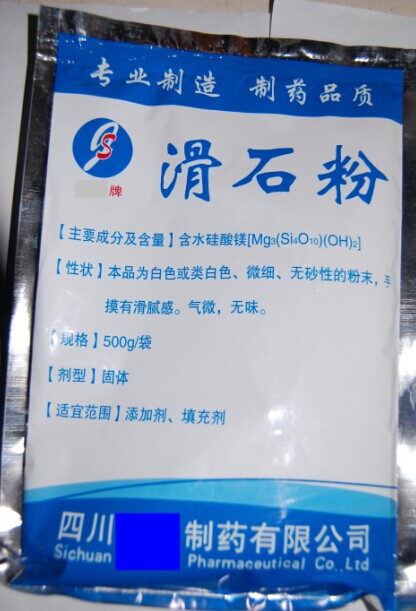 专业制造 制药品质
GS
牌
滑石粉
【主要成分及含量】含水硅酸镁[Mg₃(Si₄O₁₀)(OH)₂]
【性状】本品为白色或类白色、微细、无砂性的粉末，手
摸有滑腻感。气微，无味。
【规格】500g/袋
【剂型】固体
【适宜范围】添加剂、填充剂
四川 制药有限公司
Sichuan Pharmaceutical Co.,Ltd